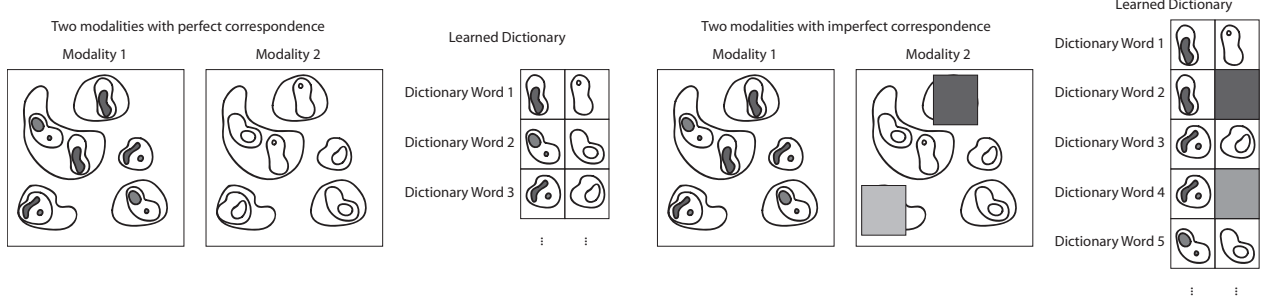 Two modalities with perfect correspondence
Modality 1
Modality 2
Learned Dictionary
Dictionary Word 1
Dictionary Word 2
Dictionary Word 3
...
...
Two modalities with imperfect correspondence
Modality 1
Modality 2
Learned Dictionary
Dictionary Word 1
Dictionary Word 2
Dictionary Word 3
Dictionary Word 4
Dictionary Word 5
...
...